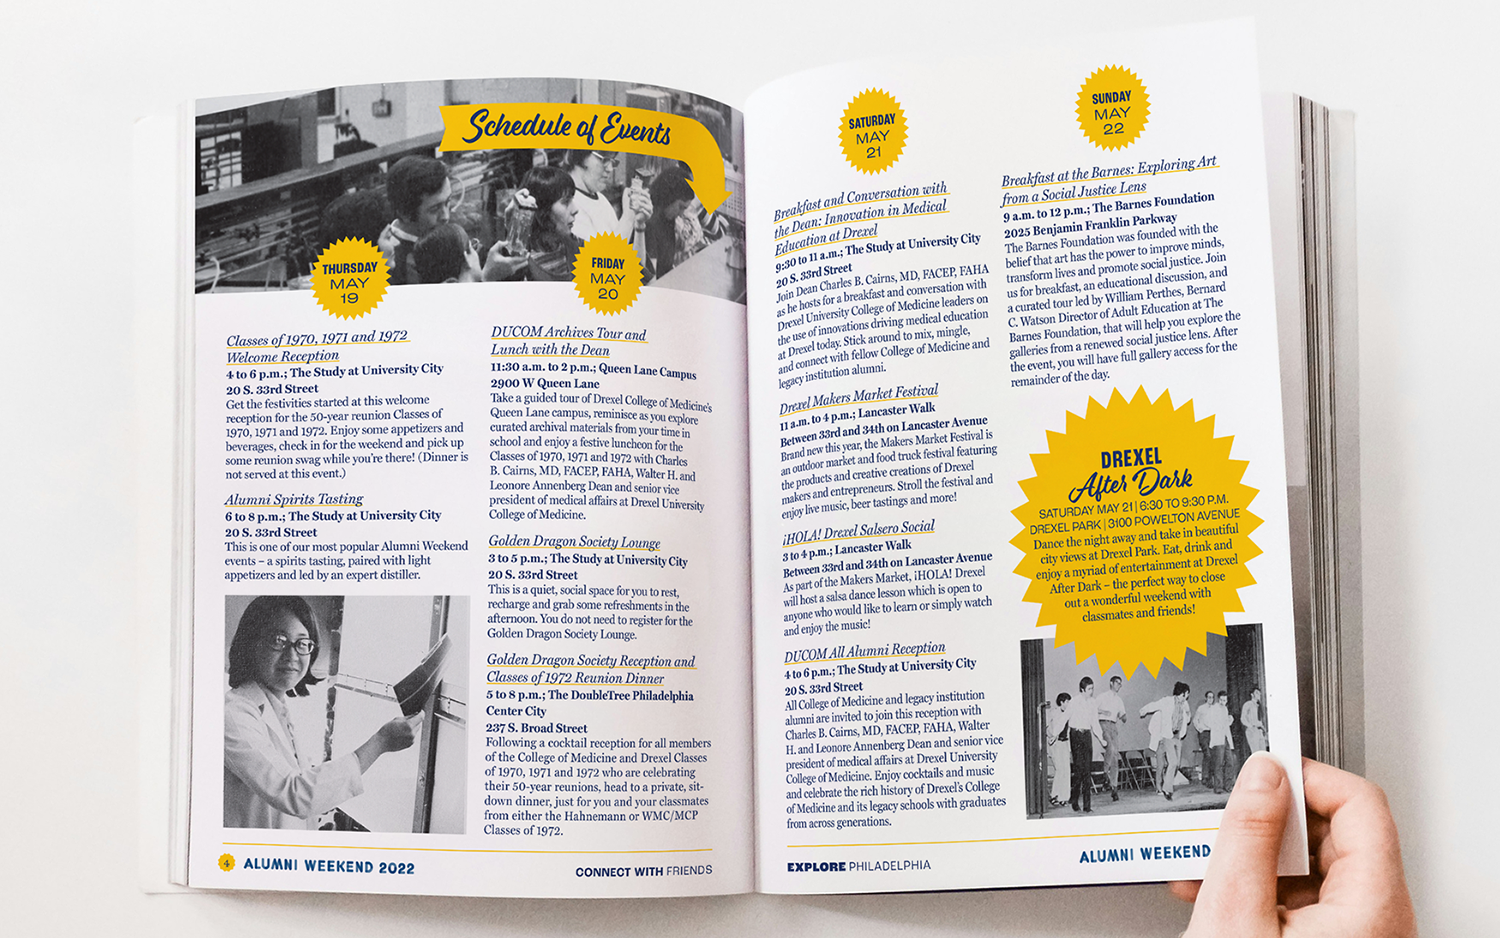 Schedule of Events
THURSDAY
MAY
19
Classes of 1970, 1971 and 1972
Welcome Reception
4 to 6 p.m.; The Study at University City
20 S. 33rd Street
Get the festivities started at this welcome
reception for the 50-year reunion Classes of
1970, 1971 and 1972. Enjoy some appetizers and
beverages, check in for the weekend and pick up
some reunion swag while you're there! (Dinner is
not served at this event.)
Alumni Spirits Tasting
6 to 8 p.m.; The Study at University City
20 S. 33rd Street
This is one of our most popular Alumni Weekend
events – a spirits tasting, paired with light
appetizers and led by an expert distiller.
FRIDAY
MAY
20
DUCOM Archives Tour and
Lunch with the Dean
11:30 a.m. to 2 p.m.; Queen Lane Campus
2900 W Queen Lane
Take a guided tour of Drexel College of Medicine's
Queen Lane campus, reminisce as you explore
curated archival materials from your time in
school and enjoy a festive luncheon for the
Classes of 1970, 1971 and 1972 with Charles
B. Cairns, MD, FACEP, FAHA, Walter H. and
Leonore Annenberg Dean and senior vice
president of medical affairs at Drexel University
College of Medicine.
Golden Dragon Society Lounge
3 to 5 p.m.; The Study at University City
20 S. 33rd Street
This is a quiet, social space for you to rest,
recharge and grab some refreshments in the
afternoon. You do not need to register for the
Golden Dragon Society Lounge.
Golden Dragon Society Reception and
Classes of 1972 Reunion Dinner
5 to 8 p.m.; The DoubleTree Philadelphia
Center City
237 S. Broad Street
Following a cocktail reception for all members
of the College of Medicine and Drexel Classes
of 1970, 1971 and 1972 who are celebrating
their 50-year reunions, head to a private, sit-
down dinner, just for you and your classmates
from either the Hahnemann or WMC/MCP
Classes of 1972.
4 ALUMNI WEEKEND 2022
CONNECT WITH FRIENDS
SATURDAY
MAY
21
Breakfast and Conversation with
the Dean: Innovation in Medical
Education at Drexel
9:30 to 11 a.m.; The Study at University City
20 S. 33rd Street
Join Dean Charles B. Cairns, MD, FACEP, FAHA
as he hosts for a breakfast and conversation with
Drexel University College of Medicine leaders on
the use of innovations driving medical education
at Drexel today. Stick around to mix, mingle,
and connect with fellow College of Medicine and
legacy institution alumni.
Drexel Makers Market Festival
11 a.m. to 4 p.m.; Lancaster Walk
Between 33rd and 34th on Lancaster Avenue
Brand new this year, the Makers Market Festival is
an outdoor market and food truck festival featuring
the products and creative creations of Drexel
makers and entrepreneurs. Stroll the festival and
enjoy live music, beer tastings and more!
¡HOLA! Drexel Salsero Social
3 to 4 p.m.; Lancaster Walk
Between 33rd and 34th on Lancaster Avenue
As part of the Makers Market, ¡HOLA! Drexel
will host a salsa dance lesson which is open to
anyone who would like to learn or simply watch
and enjoy the music!
DUCOM All Alumni Reception
4 to 6 p.m.; The Study at University City
20 S. 33rd Street
All College of Medicine and legacy institution
alumni are invited to join this reception with
Charles B. Cairns, MD, FACEP, FAHA, Walter
H. and Leonore Annenberg Dean and senior vice
president of medical affairs at Drexel University
College of Medicine. Enjoy cocktails and music
and celebrate the rich history of Drexel's College
of Medicine and its legacy schools with graduates
from across generations.
SUNDAY
MAY
22
Breakfast at the Barnes: Exploring Art
from a Social Justice Lens
9 a.m. to 12 p.m.; The Barnes Foundation
2025 Benjamin Franklin Parkway
The Barnes Foundation was founded with the
belief that art has the power to improve minds,
transform lives and promote social justice. Join
us for breakfast, an educational discussion, and
a curated tour led by William Perthes, Bernard
C. Watson Director of Adult Education at The
Barnes Foundation, that will help you explore the
galleries from a renewed social justice lens. After
the event, you will have full gallery access for the
remainder of the day.
DREXEL
After Dark
SATURDAY MAY 21 | 6:30 TO 9:30 P.M.
DREXEL PARK | 3100 POWELTON AVENUE
Dance the night away and take in beautiful
city views at Drexel Park. Eat, drink and
enjoy a myriad of entertainment at Drexel
After Dark – the perfect way to close
out a wonderful weekend with
classmates and friends!
EXPLORE PHILADELPHIA
ALUMNI WEEKEND